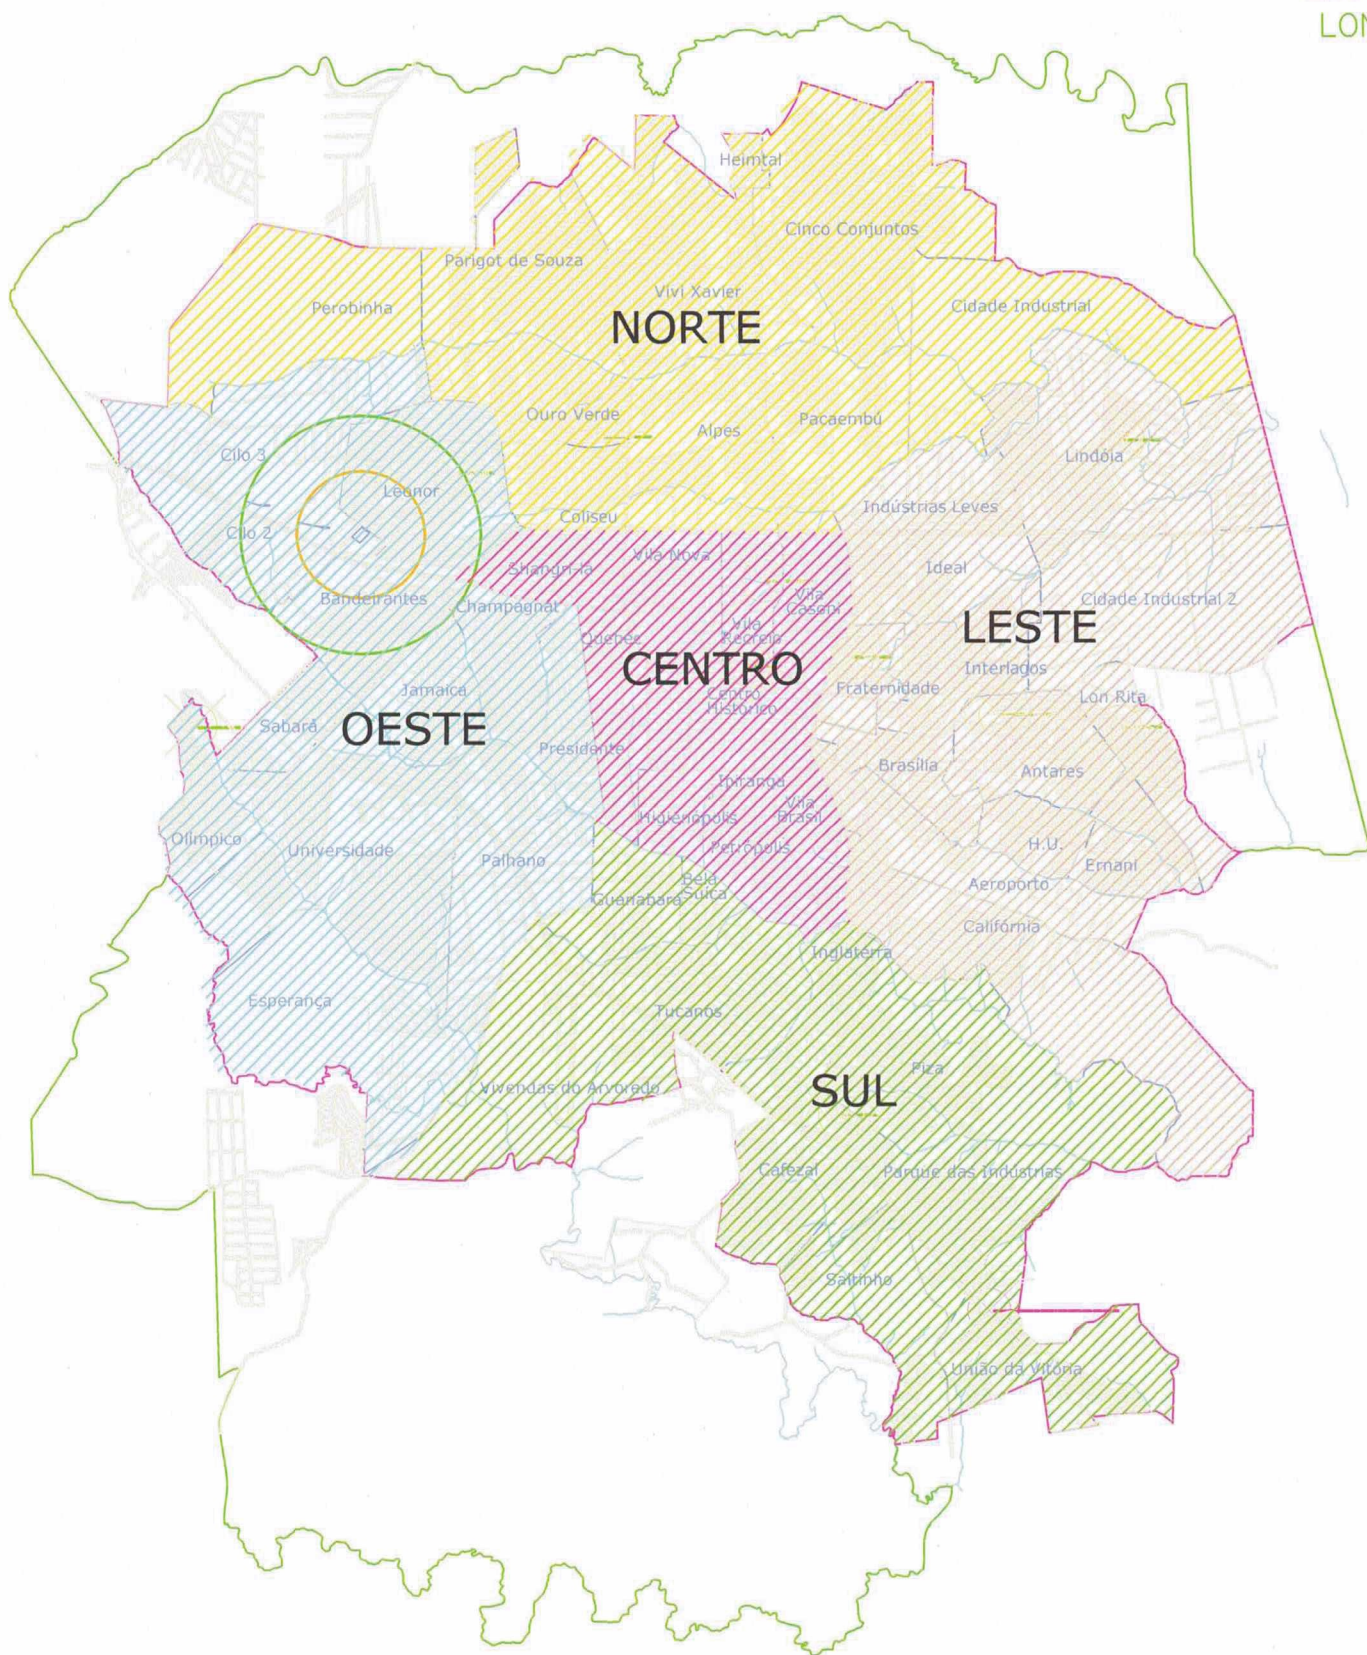 LON
Heimtal
Cinco Conjuntos
Parigot de Souza
Vivi Xavier
Perobinha
Cidade Industrial
NORTE
Ouro Verde
Alpes
Pacaembú
Cilo 3
Lindóia
Leonor
Indústrias Leves
Coliseu
Cilo 2
Vila Nova
Shangri-lá
Ideal
Bandeirantes
Champagnat
Vila
Casoni
Cidade Industrial 2
Vila
Recreio
LESTE
Quebec
CENTRO
Interlagos
Fraternidade
Jamaica
Centro
Histórico
Lon Rita
Sabará
OESTE
Presidente
Brasília
Antares
Ipiranga
Vila
Brasil
Higienópolis
Olímpico
Universidade
Palhano
Petrópolis
H.U.
Ernani
Bela
Suíça
Guanabara
Aeroporto
Califórnia
Inglaterra
Esperança
Tucanos
Piza
Vivendas do Arvoredo
SUL
Cafezal
Parque das Indústrias
Saltinho
União da Vitória